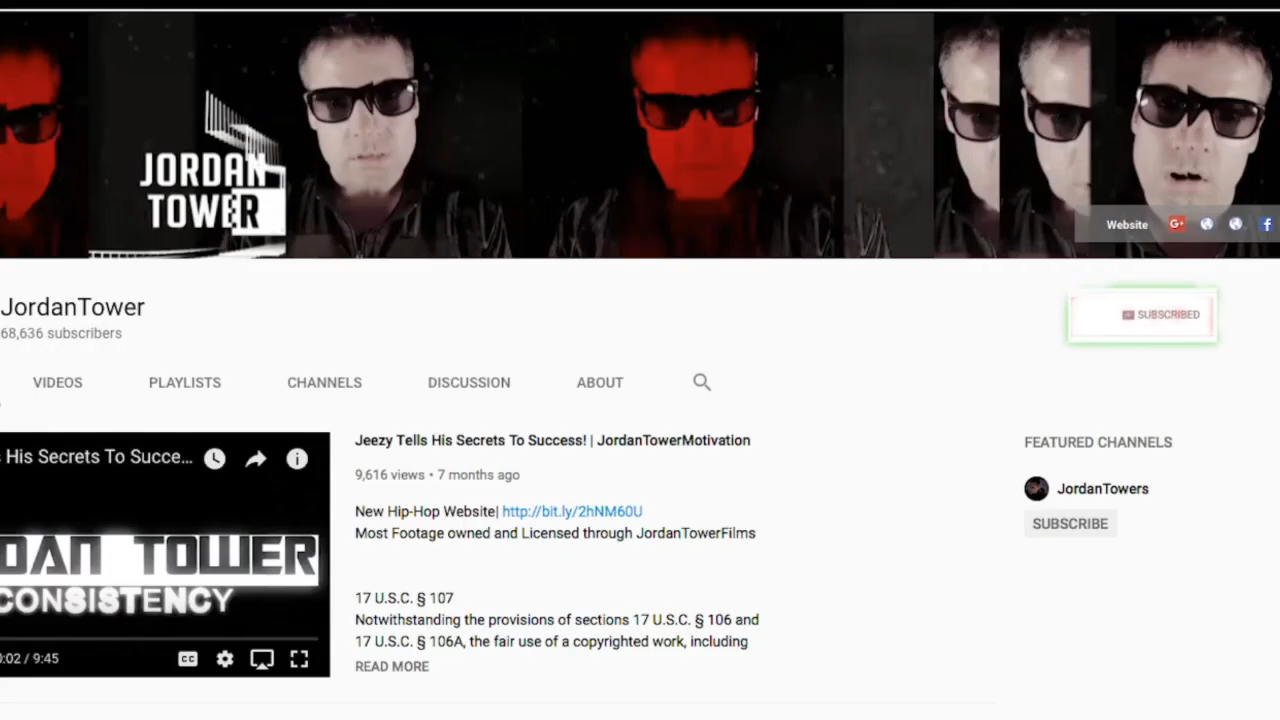 JORDAN
TOWER
Website
JordanTower
68,636 subscribers
SUBSCRIBED
VIDEOS PLAYLISTS CHANNELS DISCUSSION ABOUT
His Secrets To Succe...
DAN TOWER
CONSISTENCY
0:02 / 9:45
CC
Jeezy Tells His Secrets To Success! | JordanTowerMotivation
9,616 views • 7 months ago
New Hip-Hop Website| http://bit.ly/2hNM60U
Most Footage owned and Licensed through JordanTowerFilms
17 U.S.C. § 107
Notwithstanding the provisions of sections 17 U.S.C. § 106 and
17 U.S.C. § 106A, the fair use of a copyrighted work, including
READ MORE
FEATURED CHANNELS
JordanTowers
SUBSCRIBE